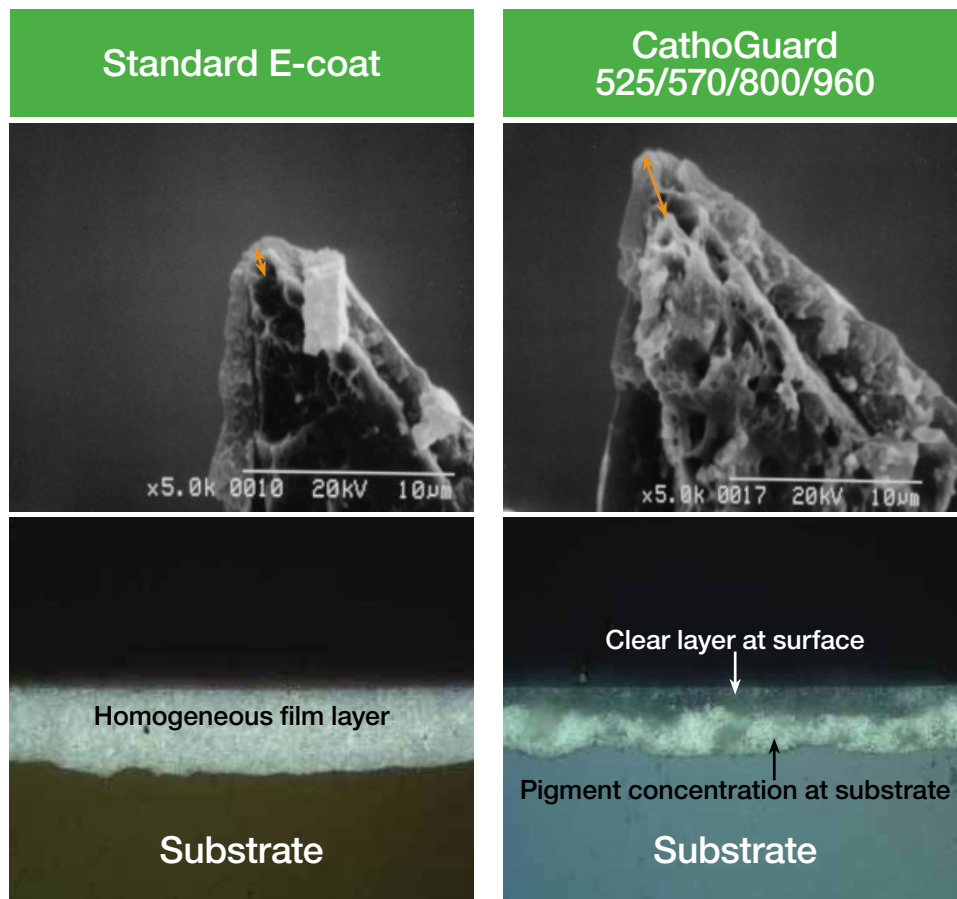 Standard E-coat
CathoGuard
525/570/800/960
x5.0k 0010 20kV 10µm
x5.0k 0017 20kV 10µm
Homogeneous film layer
Substrate
Clear layer at surface
Pigment concentration at substrate
Substrate